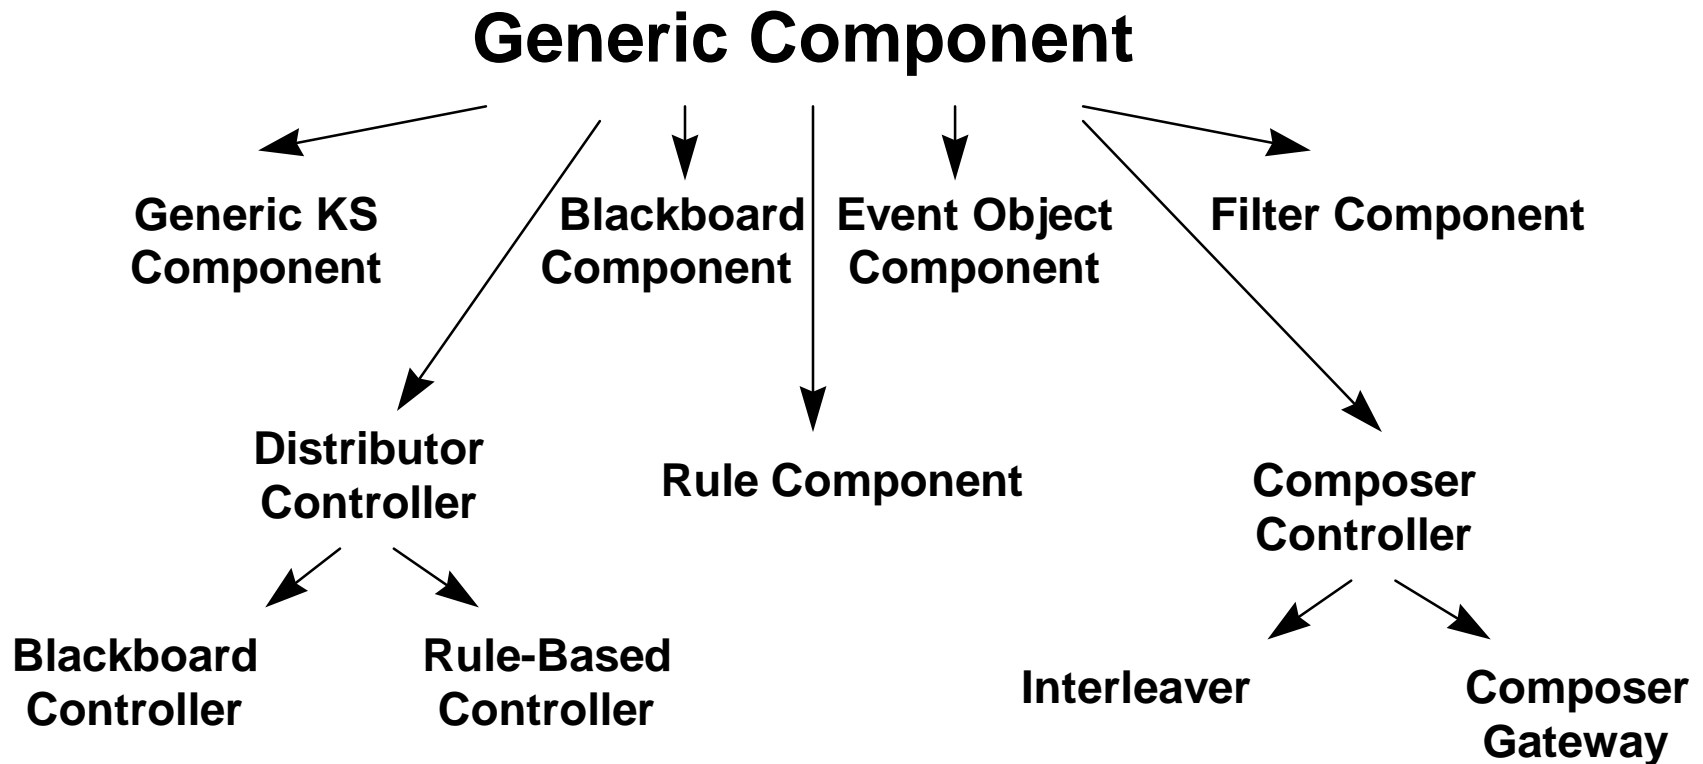 Generic Component
Generic KS
Component
Blackboard
Component
Event Object
Component
Filter Component
Distributor
Controller
Rule Component
Composer
Controller
Blackboard
Controller
Rule-Based
Controller
Interleaver
Composer
Gateway